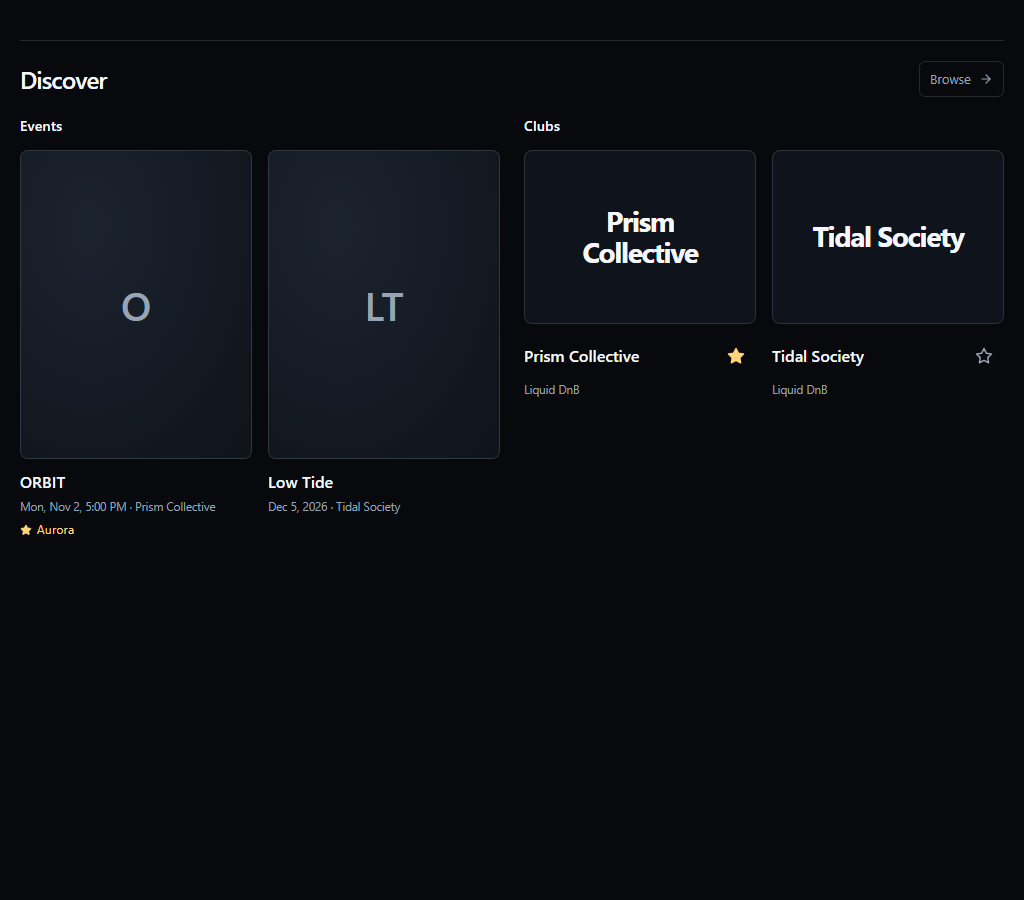 Discover
Browse
Events
Clubs
O
LT
Prism
Collective
Tidal Society
ORBIT
Mon, Nov 2, 5:00 PM · Prism Collective
Aurora
Low Tide
Dec 5, 2026 · Tidal Society
Prism Collective
Liquid DnB
Tidal Society
Liquid DnB